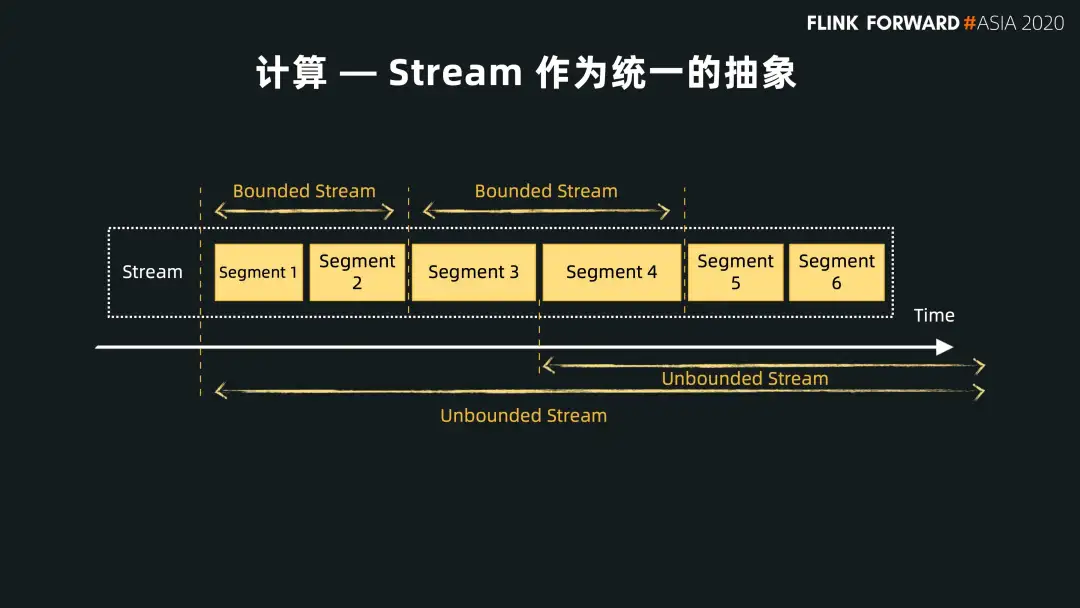 FLINK FORWARD #ASIA 2020
计算 — Stream 作为统一的抽象
Bounded Stream
Bounded Stream
Stream
Segment 1
Segment
2
Segment 3
Segment 4
Segment
5
Segment
6
Time
Unbounded Stream
Unbounded Stream